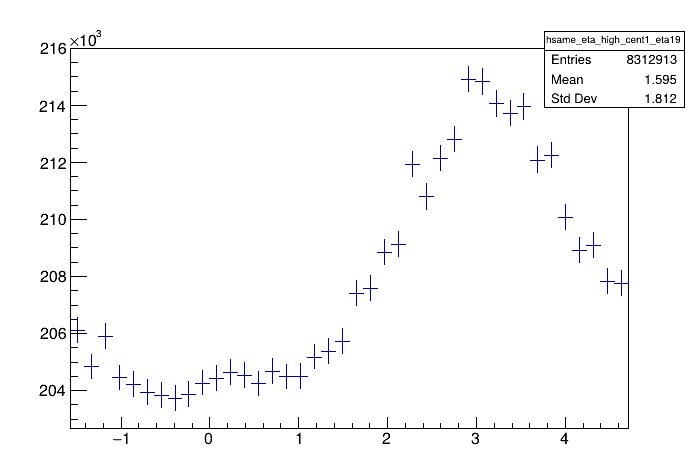 ×10³
hsame_eta_high_cent1_eta19
Entries 8312913
Mean 1.595
Std Dev 1.812
216
214
212
210
208
206
204
−1 0 1 2 3 4